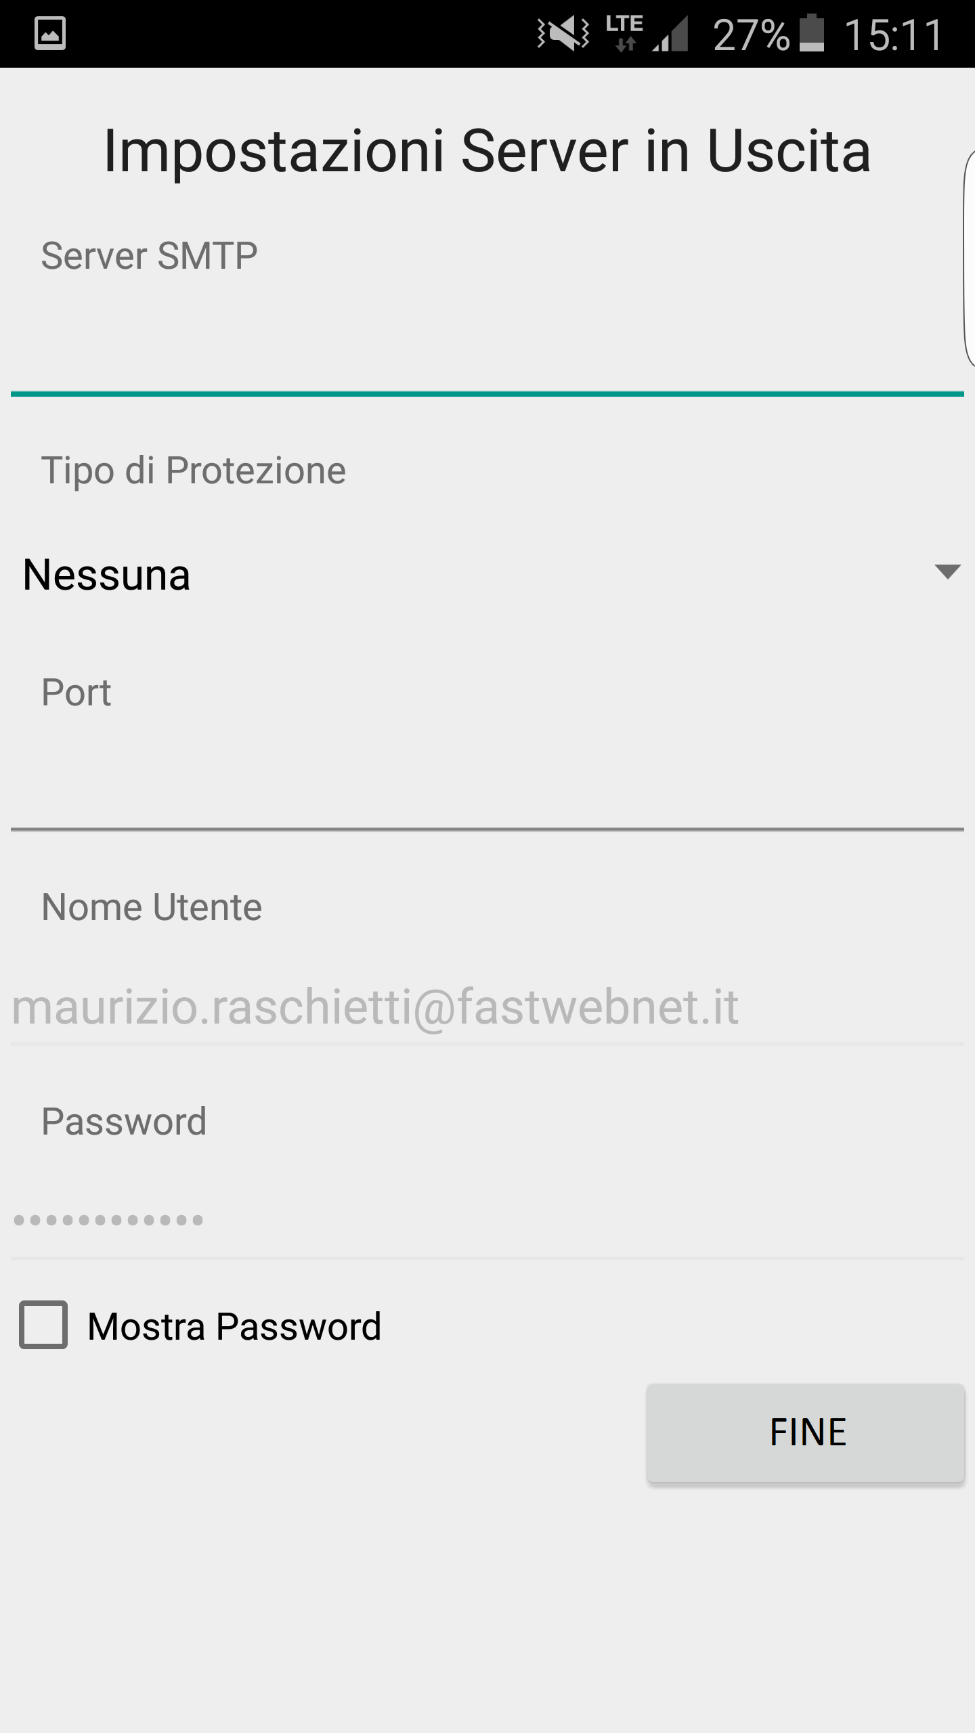 LTE 27% 15:11
Impostazioni Server in Uscita
Server SMTP
Tipo di Protezione
Nessuna
Port
Nome Utente
maurizio.raschietti@fastwebnet.it
Password
••••••••••••
Mostra Password
FINE